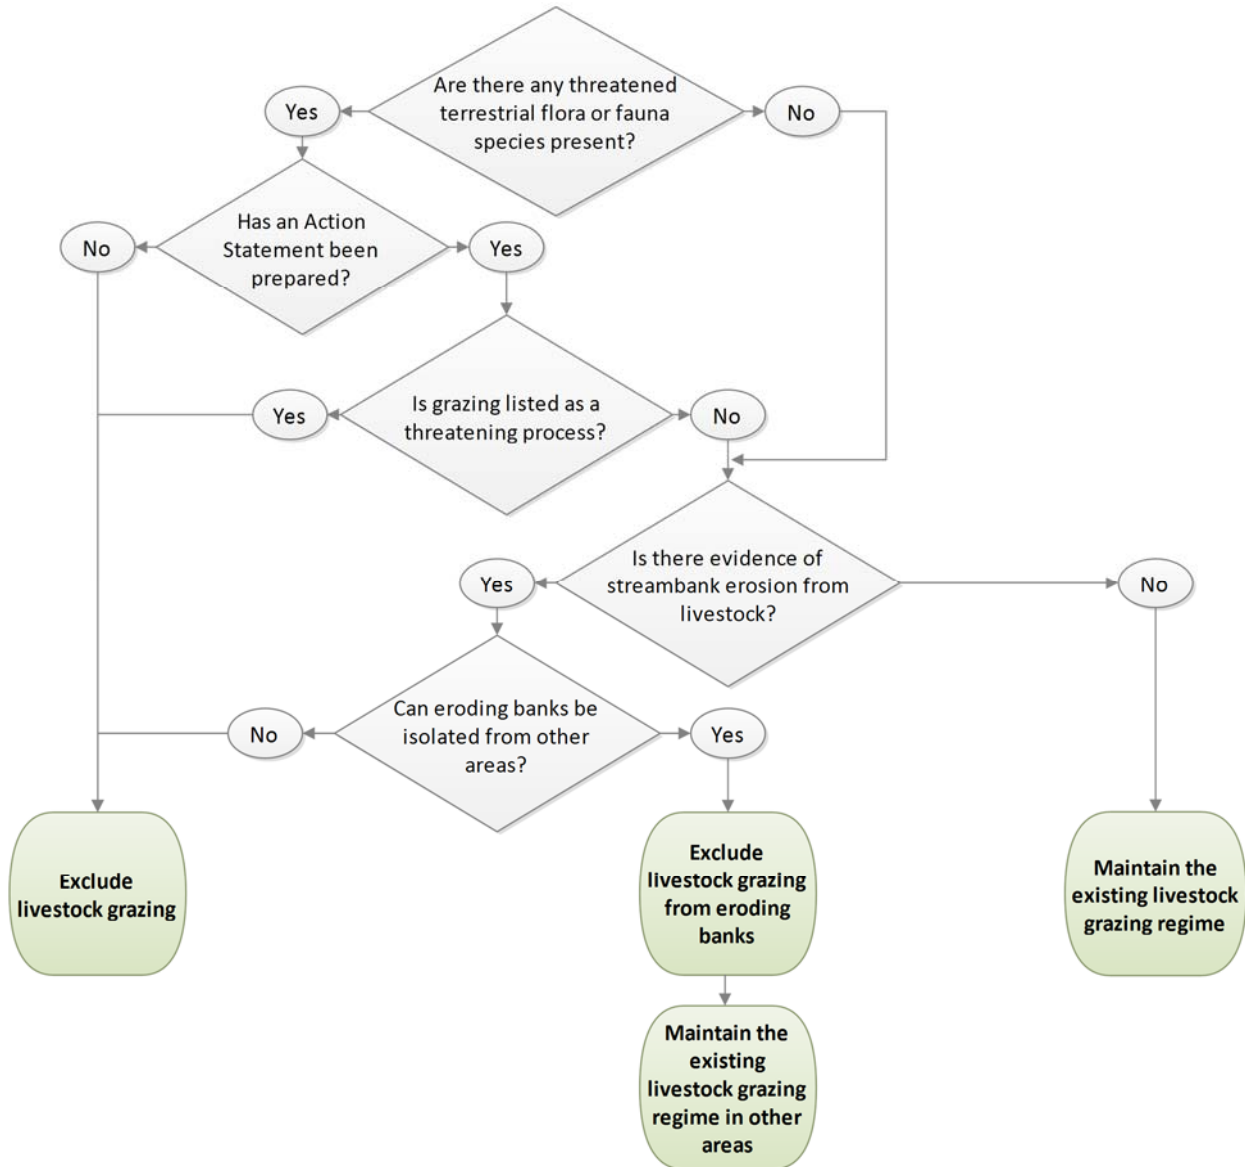 Are there any threatened
terrestrial flora or fauna
species present?
Yes
No
Has an Action
Statement been
prepared?
No
Yes
Is grazing listed as a
threatening process?
Yes
No
Is there evidence of
streambank erosion from
livestock?
Yes
No
Can eroding banks be
isolated from other
areas?
No
Yes
Exclude
livestock grazing
Exclude
livestock grazing
from eroding
banks
Maintain the
existing livestock
grazing regime
Maintain the
existing
livestock grazing
regime in other
areas